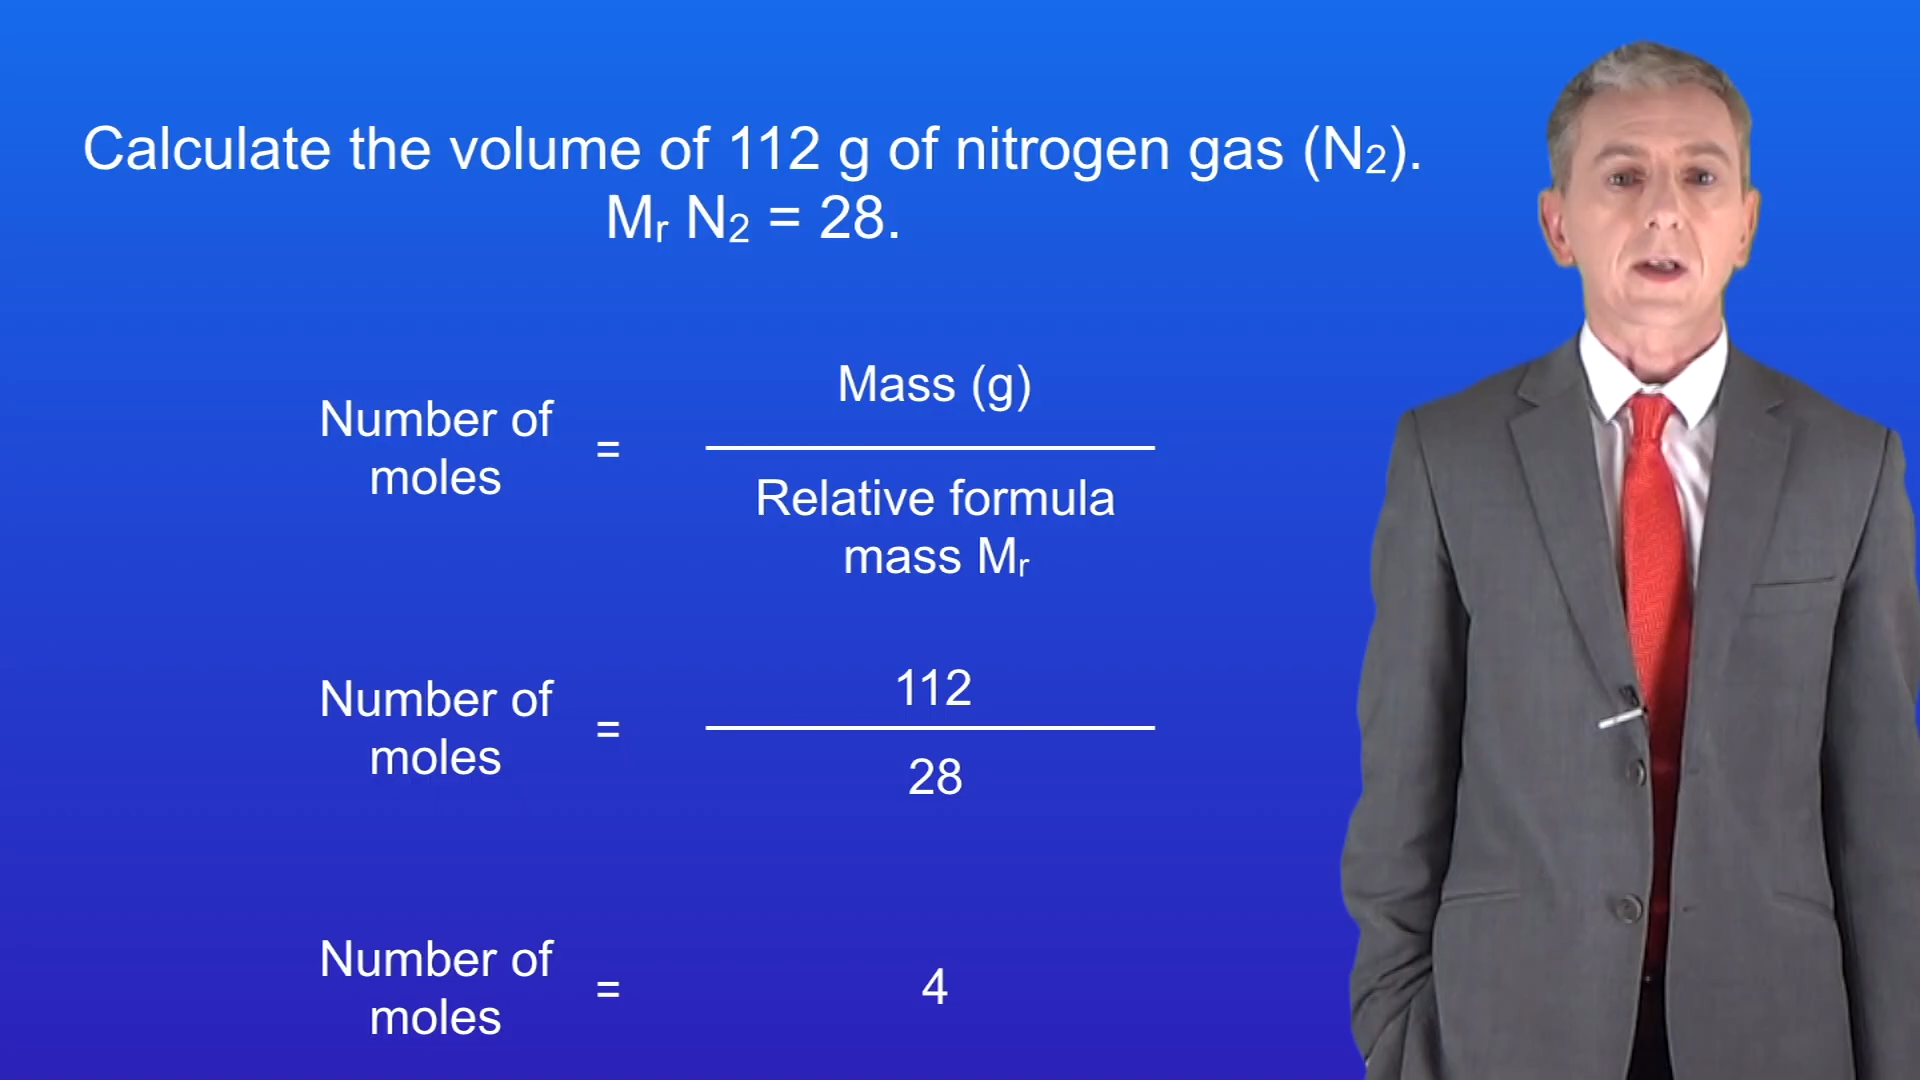 Calculate the volume of 112 g of nitrogen gas (N₂).
Mᵣ N₂ = 28.
Number of
moles
=
Mass (g)
Relative formula
mass Mᵣ
Number of
moles
=
112
28
Number of
moles
=
4